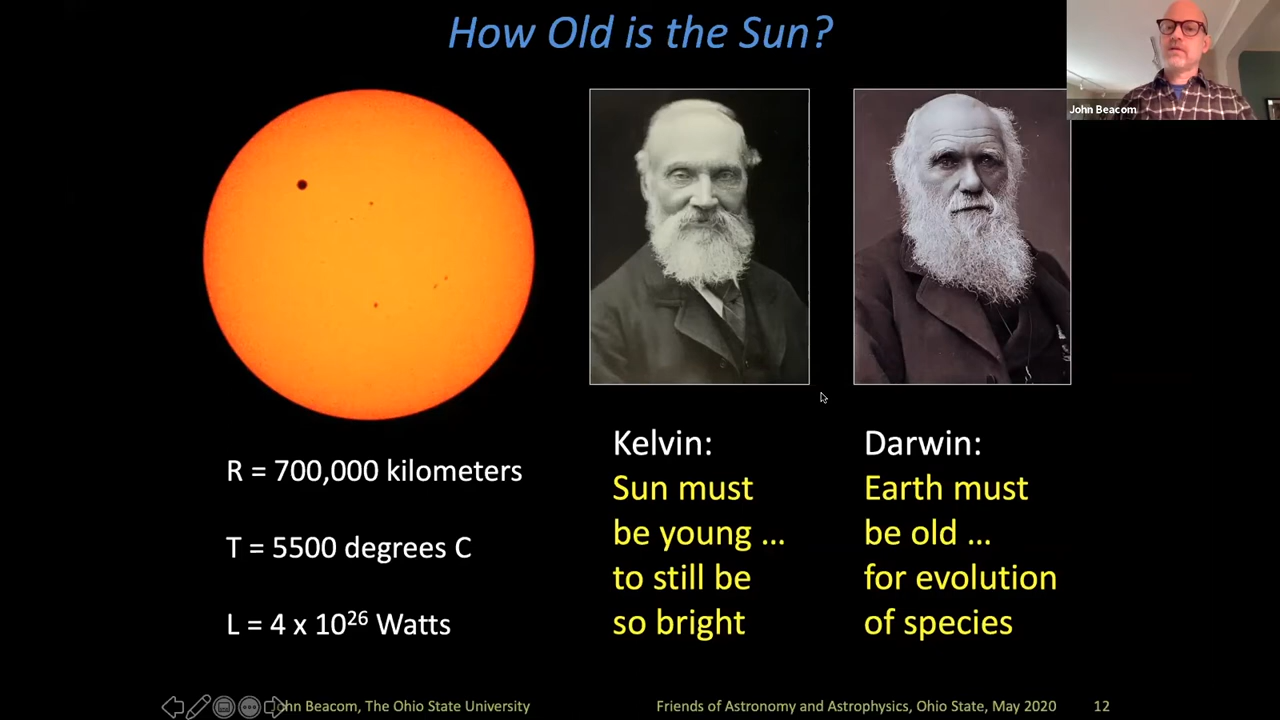 How Old is the Sun?
John Beacom
R = 700,000 kilometers
T = 5500 degrees C
L = 4 x 10²⁶ Watts
Kelvin:
Sun must
be young ...
to still be
so bright
Darwin:
Earth must
be old ...
for evolution
of species
John Beacom, The Ohio State University
Friends of Astronomy and Astrophysics, Ohio State, May 2020
12